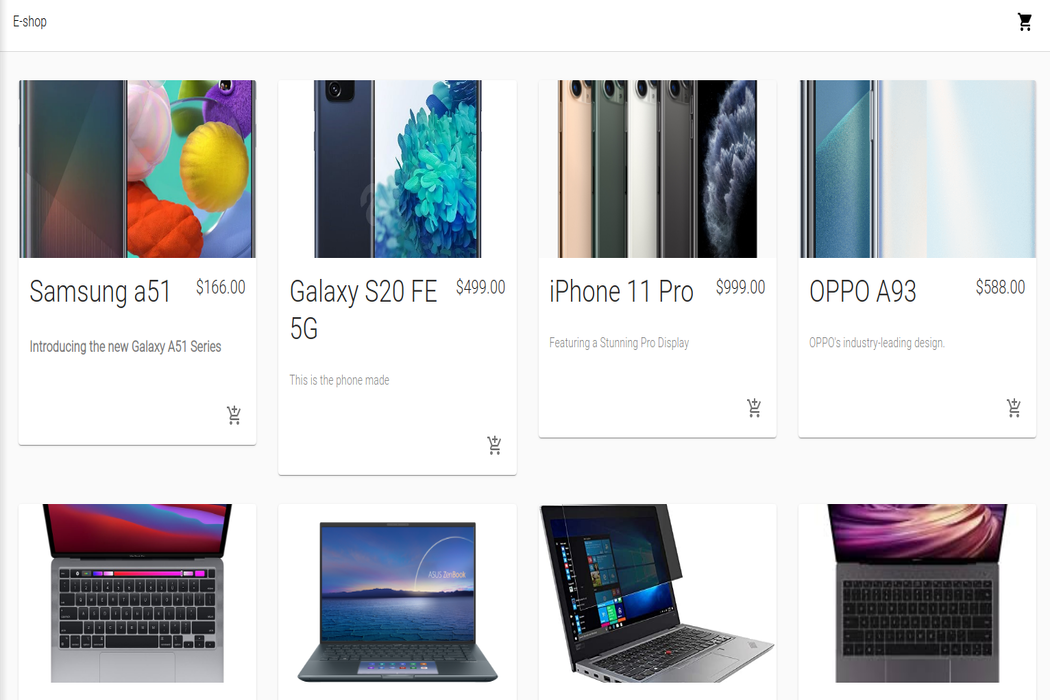 E-shop
Samsung a51 $166.00
Introducing the new Galaxy A51 Series
Galaxy S20 FE $499.00
5G
This is the phone made
iPhone 11 Pro $999.00
Featuring a Stunning Pro Display
OPPO A93 $588.00
OPPO's industry-leading design.
ASUS ZenBook